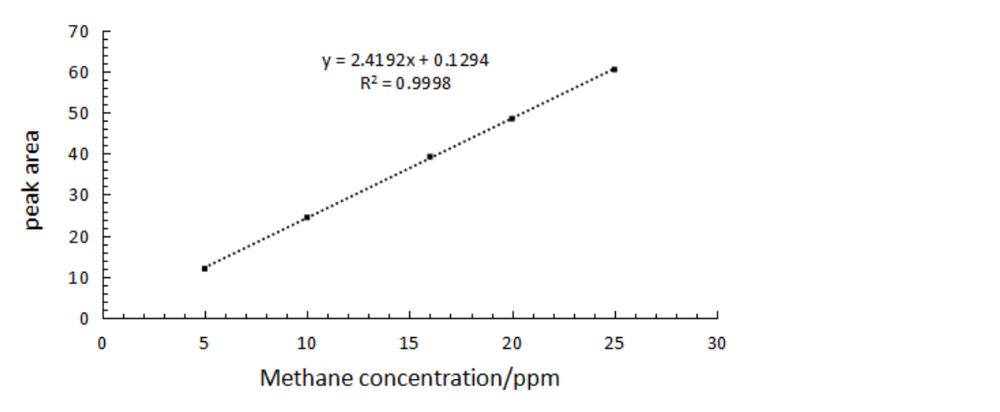 70
y = 2.4192x + 0.1294
R² = 0.9998
60
50
40
30
20
10
0
peak area
0 5 10 15 20 25 30
Methane concentration/ppm